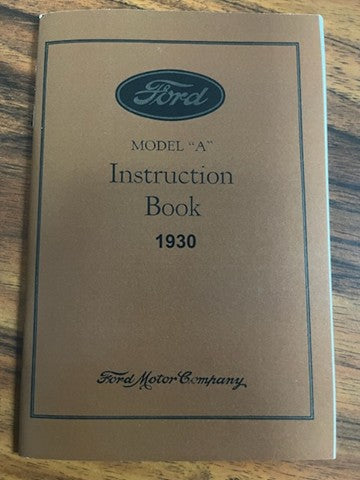 Ford
MODEL "A"
Instruction
Book
1930
Ford Motor Company